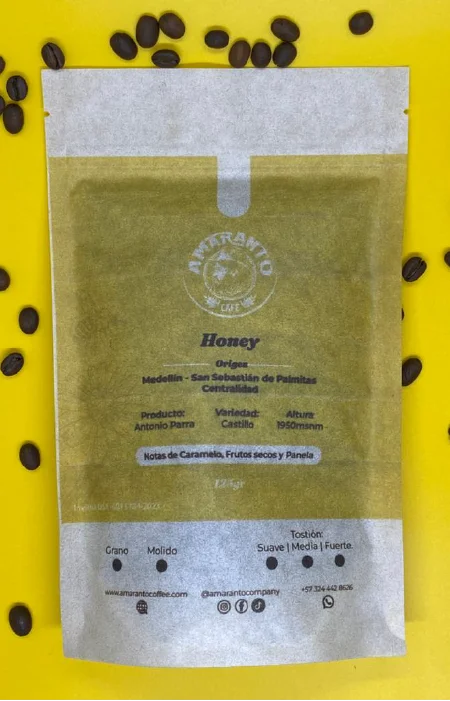 AMARANTO
CAFÉ
Honey
Origen
Medellín - San Sebastián de Palmitas
Centralidad
Producto: Variedad: Altura
Antonio Parra Castillo 1950msnm
Notas de Caramelo, Frutos secos y Panela
125gr
Grano Molido
Tostión:
Suave | Media | Fuerte
www.amarantocoffee.com @amarantocompany +57 324 442 8626